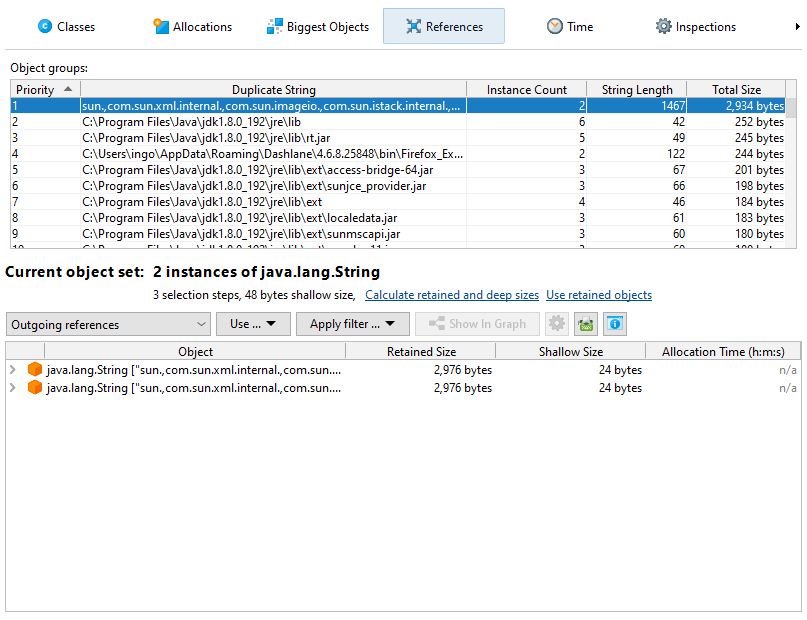 Classes Allocations Biggest Objects References Time Inspections
Object groups:
Priority Duplicate String Instance Count String Length Total Size
1 sun.,com.sun.xml.internal.,com.sun.imageio,,com.sun.istack.internal.,... 2 1467 2,934 bytes
2 C:\Program Files\Java\jdk1.8.0_192\jre\lib 6 42 252 bytes
3 C:\Program Files\Java\jdk1.8.0_192\jre\lib\rt.jar 5 49 245 bytes
4 C:\Users\ingo\AppData\Roaming\Dashlane\4.6.8.25848\bin\Firefox_Ex... 2 122 244 bytes
5 C:\Program Files\Java\jdk1.8.0_192\jre\lib\ext\access-bridge-64.jar 3 67 201 bytes
6 C:\Program Files\Java\jdk1.8.0_192\jre\lib\ext\sunjce_provider.jar 3 66 198 bytes
7 C:\Program Files\Java\jdk1.8.0_192\jre\lib\ext 4 46 184 bytes
8 C:\Program Files\Java\jdk1.8.0_192\jre\lib\ext\localedata.jar 3 61 183 bytes
9 C:\Program Files\Java\jdk1.8.0_192\jre\lib\ext\sunmscapi.jar 3 60 180 bytes
Current object set: 2 instances of java.lang.String
3 selection steps, 48 bytes shallow size, Calculate retained and deep sizes Use retained objects
Outgoing references Use ... Apply filter ... Show In Graph
Object Retained Size Shallow Size Allocation Time (h:m:s)
java.lang.String ["sun.,com.sun.xml.internal.,com.sun.... 2,976 bytes 24 bytes n/a
java.lang.String ["sun.,com.sun.xml.internal.,com.sun.... 2,976 bytes 24 bytes n/a